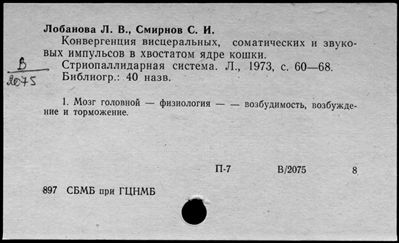 Лобанова Л. В., Смирнов С. И.
Конвергенция висцеральных, соматических и звуко-
вых импульсов в хвостатом ядре кошки.
Стриопаллидарная система. Л., 1973, с. 60—68.
Библиогр.: 40 назв.
В
2075
1. Мозг головной — физиология — — возбудимость, возбужде-
ние и торможение.
П-7 В/2075 8
897 СБМБ при ГЦНМБ